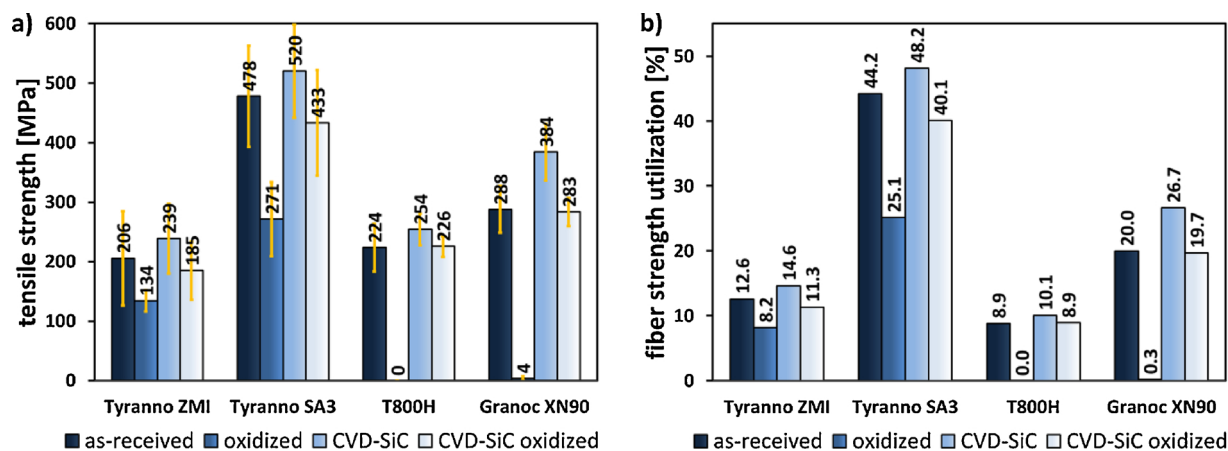 a)
tensile strength [MPa]
600
500
400
300
200
100
0
206
134
239
185
478
271
520
433
224
0
254
226
288
4
384
283
Tyranno ZMI
Tyranno SA3
T800H
Granoc XN90
as-received
oxidized
CVD-SiC
CVD-SiC oxidized
b)
fiber strength utilization [%]
50
40
30
20
10
0
12.6
8.2
14.6
11.3
44.2
25.1
48.2
40.1
8.9
0.0
10.1
8.9
20.0
0.3
26.7
19.7
Tyranno ZMI
Tyranno SA3
T800H
Granoc XN90
as-received
oxidized
CVD-SiC
CVD-SiC oxidized